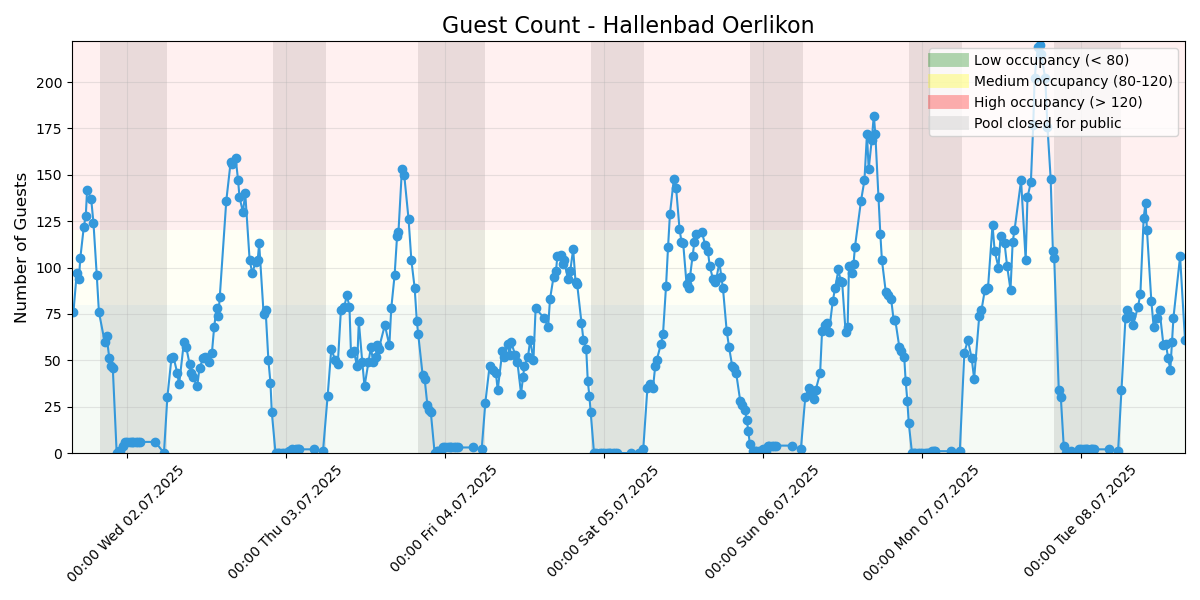 Guest Count - Hallenbad Oerlikon
Number of Guests
200
175
150
125
100
75
50
25
0
Low occupancy (< 80)
Medium occupancy (80-120)
High occupancy (> 120)
Pool closed for public
00:00 Wed 02.07.2025
00:00 Thu 03.07.2025
00:00 Fri 04.07.2025
00:00 Sat 05.07.2025
00:00 Sun 06.07.2025
00:00 Mon 07.07.2025
00:00 Tue 08.07.2025